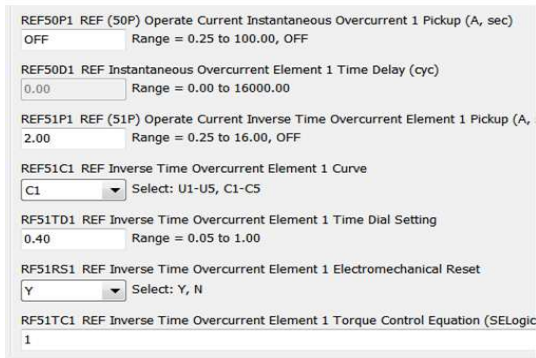 REF50P1 REF (50P) Operate Current Instantaneous Overcurrent 1 Pickup (A, sec)
OFF Range = 0.25 to 100.00, OFF
REF50D1 REF Instantaneous Overcurrent Element 1 Time Delay (cyc)
0.00 Range = 0.00 to 16000.00
REF51P1 REF (51P) Operate Current Inverse Time Overcurrent Element 1 Pickup (A,
2.00 Range = 0.25 to 16.00, OFF
REF51C1 REF Inverse Time Overcurrent Element 1 Curve
C1 Select: U1-U5, C1-C5
RF51TD1 REF Inverse Time Overcurrent Element 1 Time Dial Setting
0.40 Range = 0.05 to 1.00
RF51RS1 REF Inverse Time Overcurrent Element 1 Electromechanical Reset
Y Select: Y, N
RF51TC1 REF Inverse Time Overcurrent Element 1 Torque Control Equation (SELogic
1